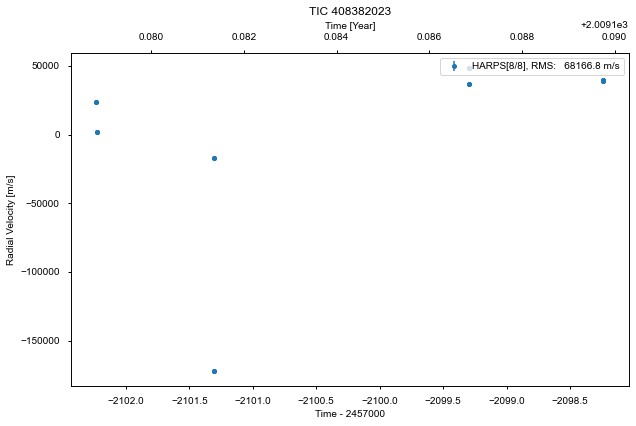 TIC 408382023
Time [Year]
+2.0091e3
0.080 0.082 0.084 0.086 0.088 0.090
HARPS[8/8], RMS: 68166.8 m/s
50000
0
−50000
−100000
−150000
Radial Velocity [m/s]
−2102.0 −2101.5 −2101.0 −2100.5 −2100.0 −2099.5 −2099.0 −2098.5
Time - 2457000